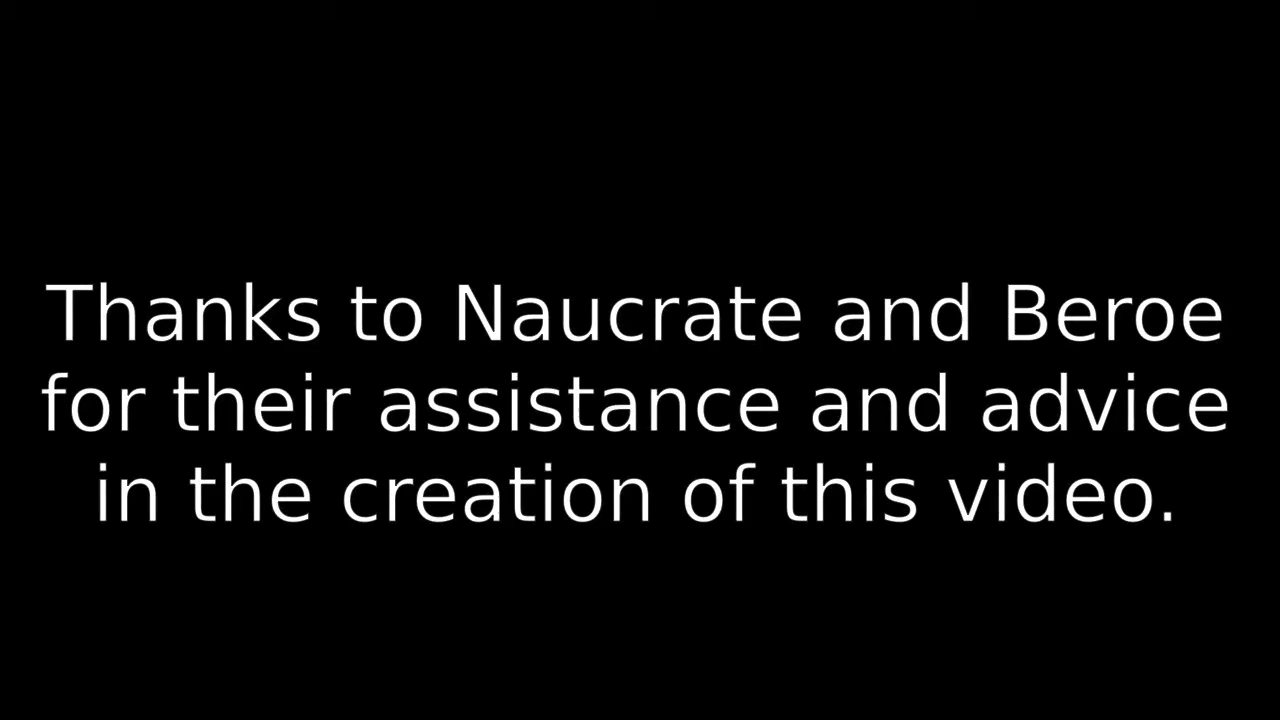 Thanks to Naucrate and Beroe
for their assistance and advice
in the creation of this video.